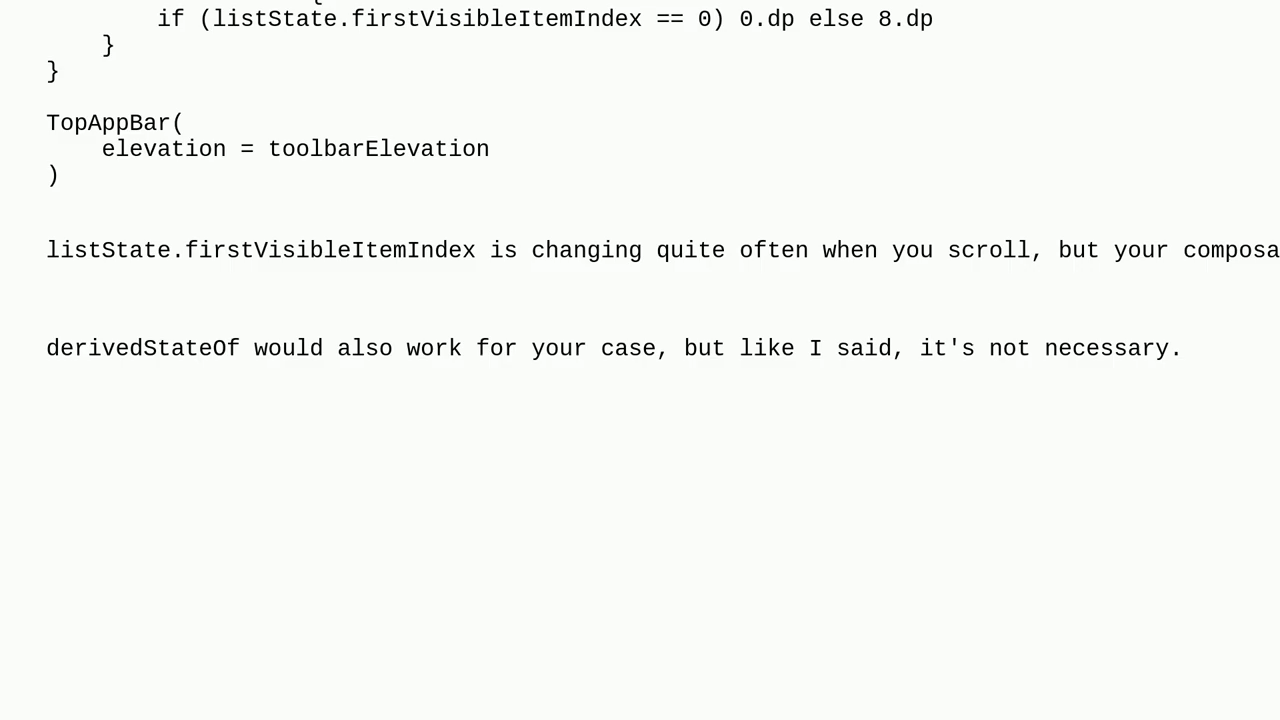 if (listState.firstVisibleItemIndex == 0) 0.dp else 8.dp
}
}
TopAppBar(
elevation = toolbarElevation
)
listState.firstVisibleItemIndex is changing quite often when you scroll, but your composa
derivedStateOf would also work for your case, but like I said, it's not necessary.